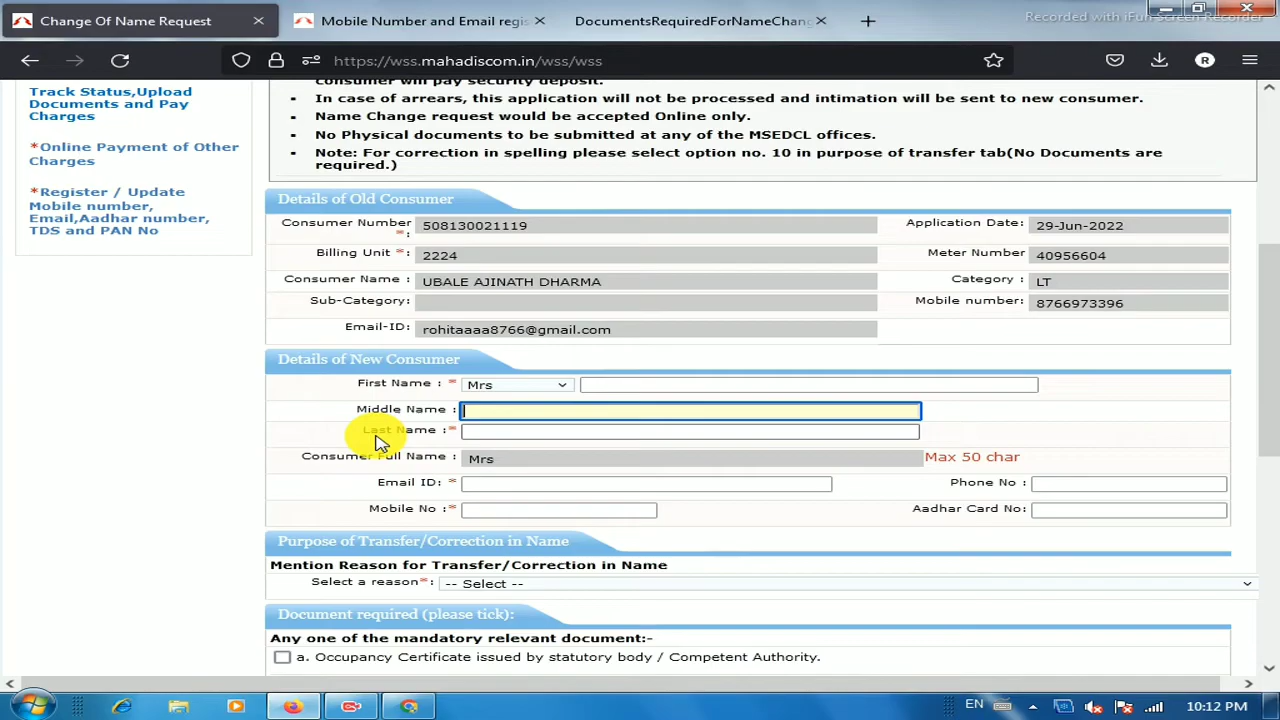 Change Of Name Request
Mobile Number and Email regi
DocumentsRequiredForNameChan
Recorded with iFun Screen Recorder
https://wss.mahadiscom.in/wss/wss
R
Track Status,Upload
Documents and Pay
Charges
*Online Payment of Other
Charges
*Register / Update
Mobile number,
Email,Aadhar number,
TDS and PAN No
consumer will pay security deposit.
▪ In case of arrears, this application will not be processed and intimation will be sent to new consumer.
▪ Name Change request would be accepted Online only.
▪ No Physical documents to be submitted at any of the MSEDCL offices.
▪ Note: For correction in spelling please select option no. 10 in purpose of transfer tab(No Documents are
required.)
Details of Old Consumer
Consumer Number *: 508130021119 Application Date: 29-Jun-2022
Billing Unit *: 2224 Meter Number 40956604
Consumer Name : UBALE AJINATH DHARMA Category : LT
Sub-Category: Mobile number: 8766973396
Email-ID: rohitaaaa8766@gmail.com
Details of New Consumer
First Name : * Mrs
Middle Name :
Last Name : *
Consumer Full Name : Mrs Max 50 char
Email ID: * Phone No :
Mobile No : * Aadhar Card No:
Purpose of Transfer/Correction in Name
Mention Reason for Transfer/Correction in Name
Select a reason*: -- Select --
Document required (please tick):
Any one of the mandatory relevant document:-
a. Occupancy Certificate issued by statutory body / Competent Authority.
EN 10:12 PM